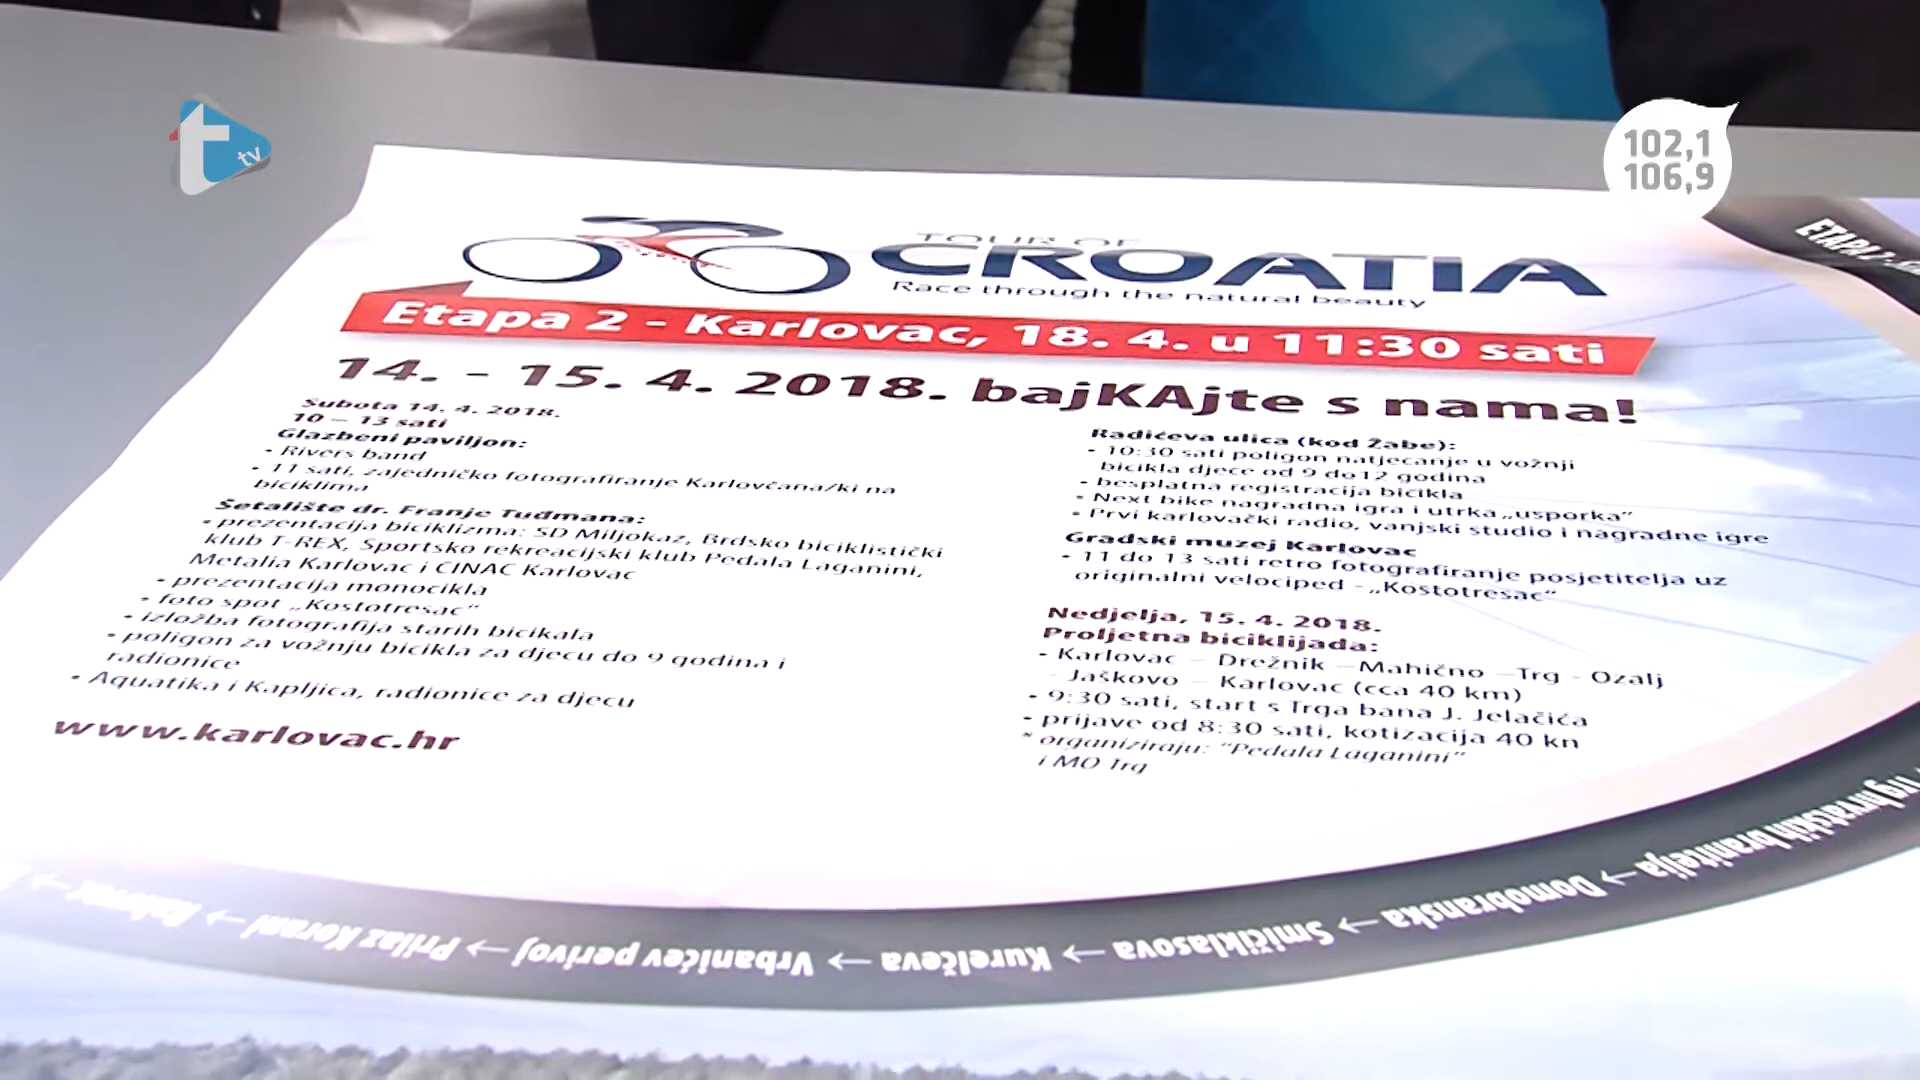 t tv
102,1
106,9
TOUR OF
CROATIA
Race through the natural beauty
Etapa 2 - Karlovac, 18. 4. u 11:30 sati
14. - 15. 4. 2018. bajKAjte s nama!
Subota 14. 4. 2018.
10 – 13 sati
Glazbeni paviljon:
- Rivers band
- 11 sati, zajedničko fotografiranje Karlovčana/ki na
biciklima
Šetalište dr. Franje Tuđmana:
• prezentacija biciklizma: SD Miljokaz, Brdsko biciklistički
klub T-REX, Sportsko rekreacijski klub Pedala Laganini,
Metalia Karlovac i CINAC Karlovac
• prezentacija monocikla
• foto spot „Kostotresac“
• izložba fotografija starih bicikala
• poligon za vožnju bicikla za djecu do 9 godina i
radionice
• Aquatika i Kapljica, radionice za djecu
www.karlovac.hr
Radićeva ulica (kod Žabe):
- 10:30 sati poligon natjecanje u vožnji
bicikla djece od 9 do12 godina
- besplatna registracija bicikla
• Next bike nagradna igra i utrka „usporka“
• Prvi karlovački radio, vanjski studio i nagradne igre
Gradski muzej Karlovac
- 11 do 13 sati retro fotografiranje posjetitelja uz
originalni velociped - „Kostotresac“
Nedjelja, 15. 4. 2018.
Proljetna biciklijada:
- Karlovac – Drežnik –Mahično –Trg - Ozalj
- Jaškovo – Karlovac (cca 40 km)
- 9:30 sati, start s Trga bana J. Jelačića
- prijave od 8:30 sati, kotizacija 40 kn
* organiziraju: “Pedala Laganini”
i MO Trg
ETAPA 2 -
Trg hrvatskih branitelja → Domobranska → Smičiklasova → Kurelčeva → Vrbanićev perivoj → Prilaz Korani →